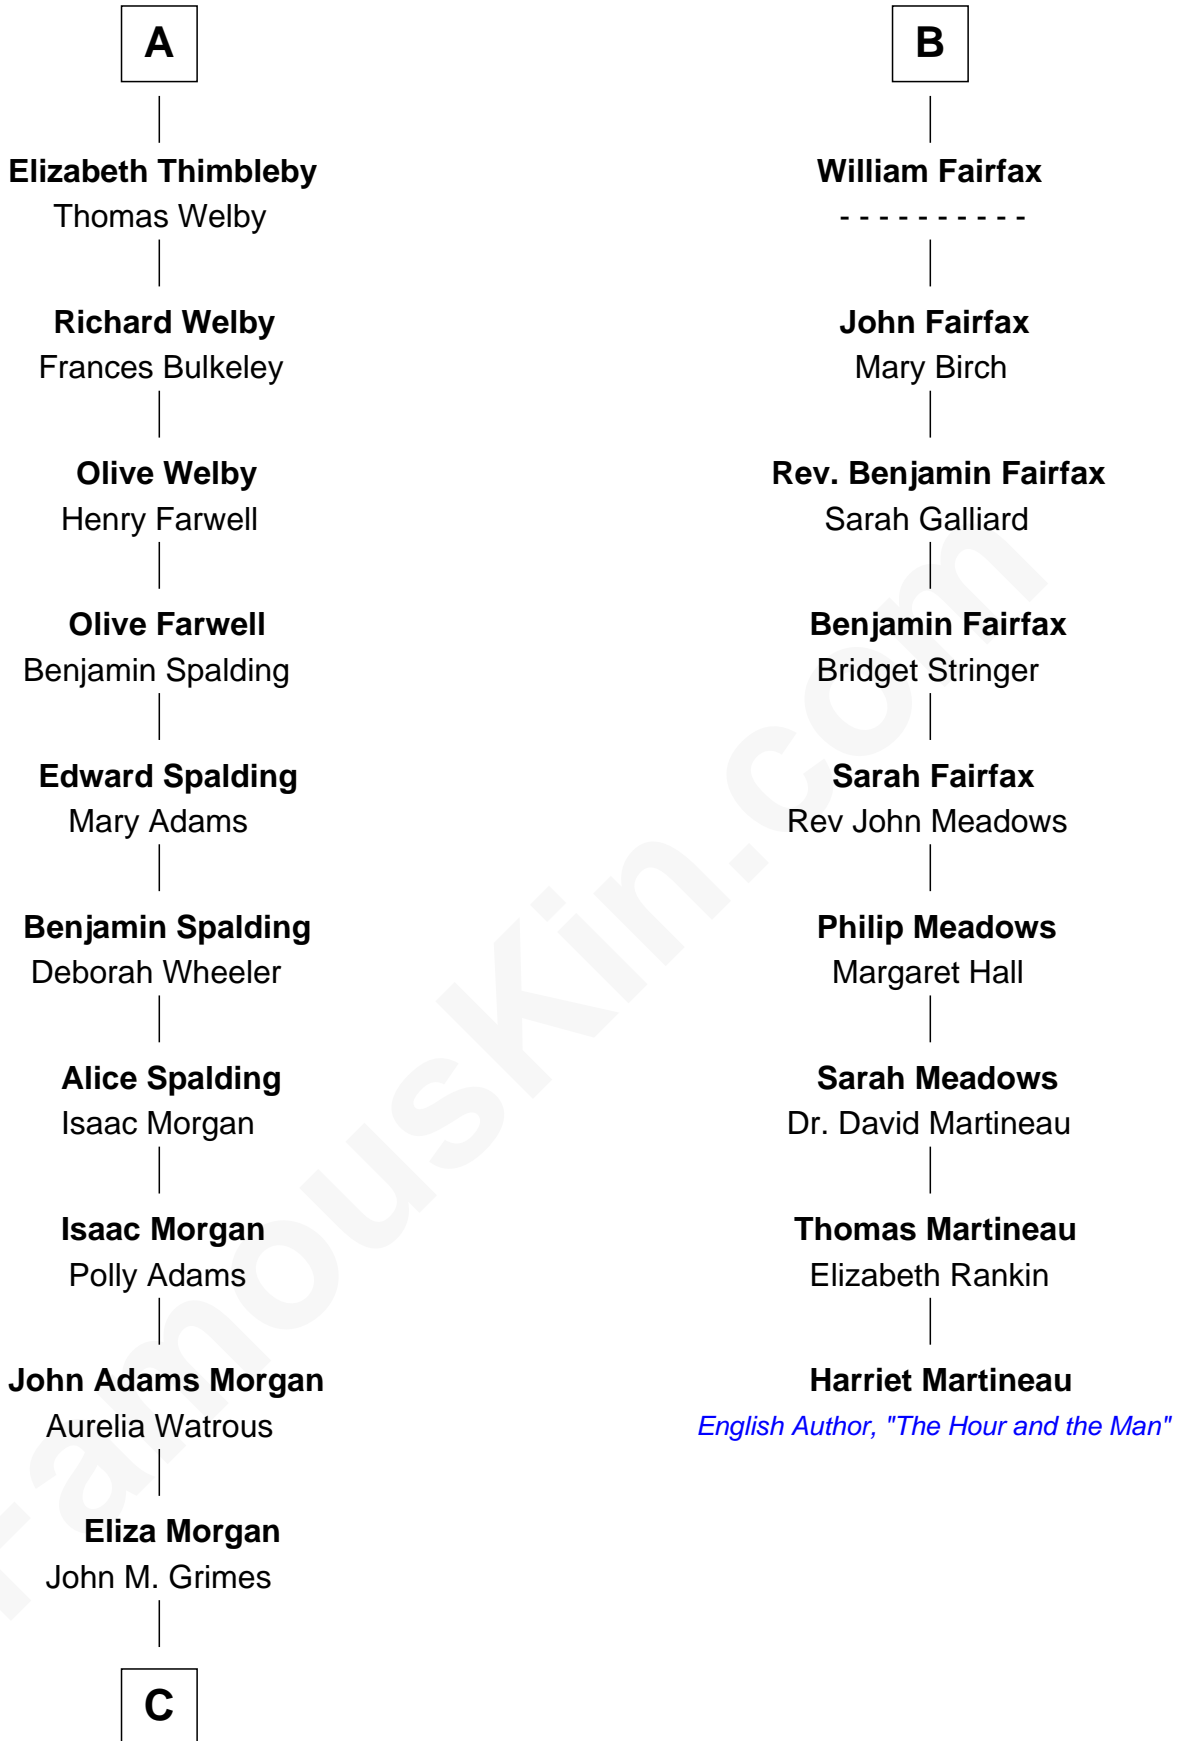 A
Elizabeth Thimbleby
Thomas Welby
Richard Welby
Frances Bulkeley
Olive Welby
Henry Farwell
Olive Farwell
Benjamin Spalding
Edward Spalding
Mary Adams
Benjamin Spalding
Deborah Wheeler
Alice Spalding
Isaac Morgan
Isaac Morgan
Polly Adams
John Adams Morgan
Aurelia Watrous
Eliza Morgan
John M. Grimes
C
B
William Fairfax
- - - - - - - - - -
John Fairfax
Mary Birch
Rev. Benjamin Fairfax
Sarah Galliard
Benjamin Fairfax
Bridget Stringer
Sarah Fairfax
Rev John Meadows
Philip Meadows
Margaret Hall
Sarah Meadows
Dr. David Martineau
Thomas Martineau
Elizabeth Rankin
Harriet Martineau
English Author, "The Hour and the Man"
FamousKin.com